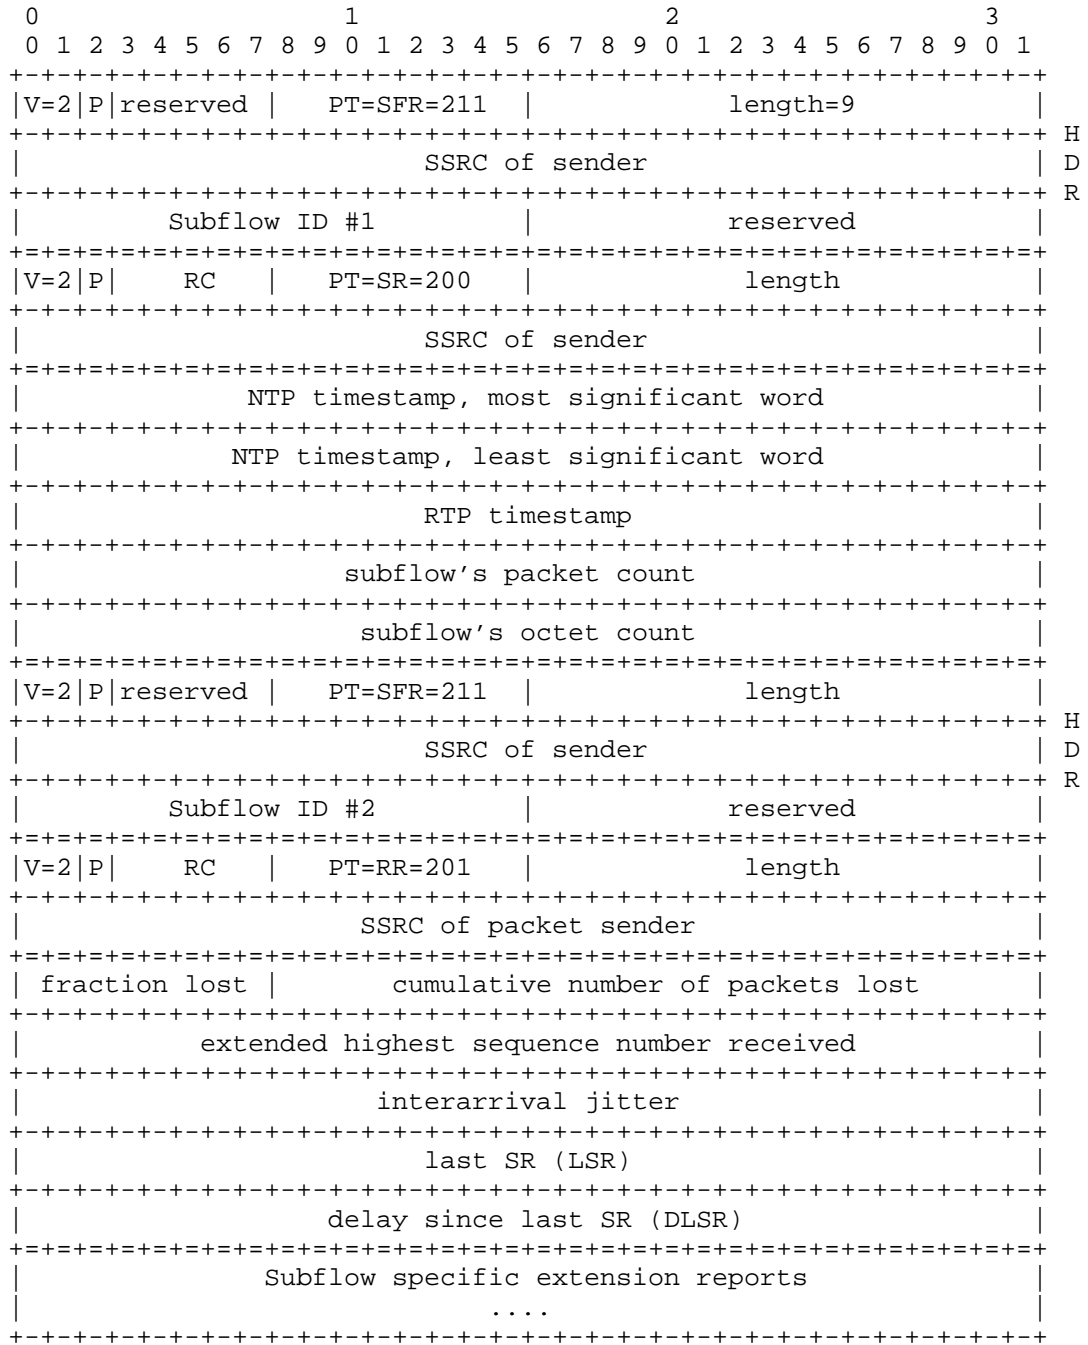 0                   1                   2                   3
 0 1 2 3 4 5 6 7 8 9 0 1 2 3 4 5 6 7 8 9 0 1 2 3 4 5 6 7 8 9 0 1
+-+-+-+-+-+-+-+-+-+-+-+-+-+-+-+-+-+-+-+-+-+-+-+-+-+-+-+-+-+-+-+-+
|V=2|P|reserved |   PT=SFR=211  |            length=9           |
+-+-+-+-+-+-+-+-+-+-+-+-+-+-+-+-+-+-+-+-+-+-+-+-+-+-+-+-+-+-+-+-+ H
|                         SSRC of sender                        | D
+-+-+-+-+-+-+-+-+-+-+-+-+-+-+-+-+-+-+-+-+-+-+-+-+-+-+-+-+-+-+-+-+ R
|         Subflow ID #1         |            reserved           |
+=+=+=+=+=+=+=+=+=+=+=+=+=+=+=+=+=+=+=+=+=+=+=+=+=+=+=+=+=+=+=+=+
|V=2|P|    RC   |   PT=SR=200   |             length            |
+-+-+-+-+-+-+-+-+-+-+-+-+-+-+-+-+-+-+-+-+-+-+-+-+-+-+-+-+-+-+-+-+
|                         SSRC of sender                        |
+=+=+=+=+=+=+=+=+=+=+=+=+=+=+=+=+=+=+=+=+=+=+=+=+=+=+=+=+=+=+=+=+
|              NTP timestamp, most significant word             |
+-+-+-+-+-+-+-+-+-+-+-+-+-+-+-+-+-+-+-+-+-+-+-+-+-+-+-+-+-+-+-+-+
|             NTP timestamp, least significant word             |
+-+-+-+-+-+-+-+-+-+-+-+-+-+-+-+-+-+-+-+-+-+-+-+-+-+-+-+-+-+-+-+-+
|                         RTP timestamp                         |
+-+-+-+-+-+-+-+-+-+-+-+-+-+-+-+-+-+-+-+-+-+-+-+-+-+-+-+-+-+-+-+-+
|                    subflow’s packet count                     |
+-+-+-+-+-+-+-+-+-+-+-+-+-+-+-+-+-+-+-+-+-+-+-+-+-+-+-+-+-+-+-+-+
|                     subflow’s octet count                     |
+=+=+=+=+=+=+=+=+=+=+=+=+=+=+=+=+=+=+=+=+=+=+=+=+=+=+=+=+=+=+=+=+
|V=2|P|reserved |   PT=SFR=211  |             length            |
+-+-+-+-+-+-+-+-+-+-+-+-+-+-+-+-+-+-+-+-+-+-+-+-+-+-+-+-+-+-+-+-+ H
|                         SSRC of sender                        | D
+-+-+-+-+-+-+-+-+-+-+-+-+-+-+-+-+-+-+-+-+-+-+-+-+-+-+-+-+-+-+-+-+ R
|         Subflow ID #2         |            reserved           |
+=+=+=+=+=+=+=+=+=+=+=+=+=+=+=+=+=+=+=+=+=+=+=+=+=+=+=+=+=+=+=+=+
|V=2|P|    RC   |   PT=RR=201   |             length            |
+-+-+-+-+-+-+-+-+-+-+-+-+-+-+-+-+-+-+-+-+-+-+-+-+-+-+-+-+-+-+-+-+
|                     SSRC of packet sender                     |
+=+=+=+=+=+=+=+=+=+=+=+=+=+=+=+=+=+=+=+=+=+=+=+=+=+=+=+=+=+=+=+=+
| fraction lost |       cumulative number of packets lost       |
+-+-+-+-+-+-+-+-+-+-+-+-+-+-+-+-+-+-+-+-+-+-+-+-+-+-+-+-+-+-+-+-+
|           extended highest sequence number received           |
+-+-+-+-+-+-+-+-+-+-+-+-+-+-+-+-+-+-+-+-+-+-+-+-+-+-+-+-+-+-+-+-+
|                      interarrival jitter                      |
+-+-+-+-+-+-+-+-+-+-+-+-+-+-+-+-+-+-+-+-+-+-+-+-+-+-+-+-+-+-+-+-+
|                         last SR (LSR)                         |
+-+-+-+-+-+-+-+-+-+-+-+-+-+-+-+-+-+-+-+-+-+-+-+-+-+-+-+-+-+-+-+-+
|                   delay since last SR (DLSR)                  |
+=+=+=+=+=+=+=+=+=+=+=+=+=+=+=+=+=+=+=+=+=+=+=+=+=+=+=+=+=+=+=+=+
|               Subflow specific extension reports              |
|                             ....                              |
+-+-+-+-+-+-+-+-+-+-+-+-+-+-+-+-+-+-+-+-+-+-+-+-+-+-+-+-+-+-+-+-+